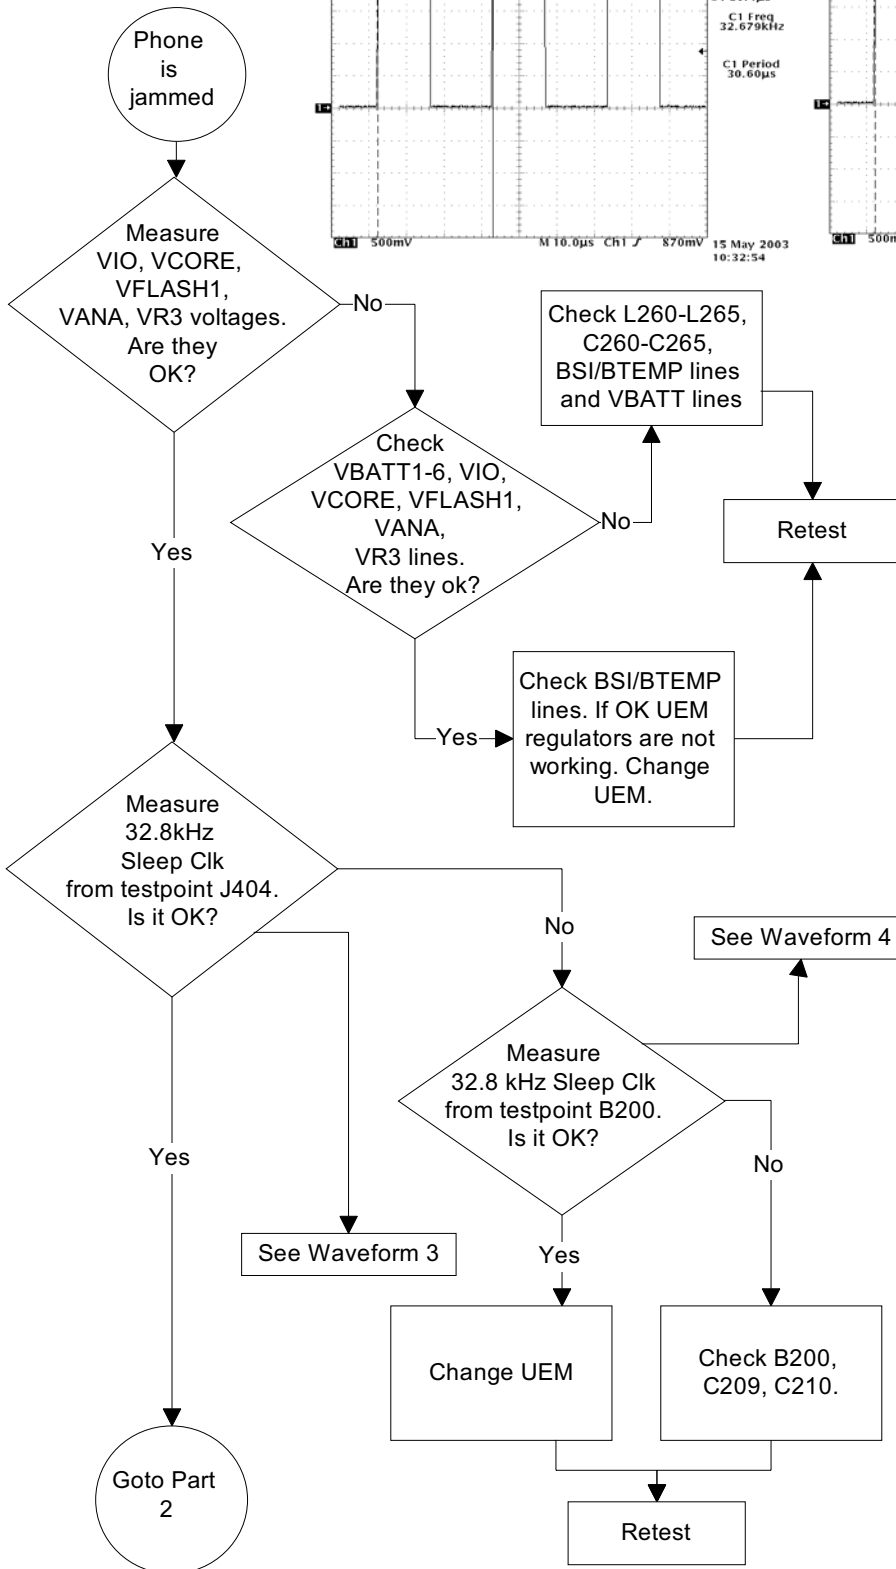 C1 Freq
32.679kHz
C1 Period
30.60µs
1
1
Ch1 500mV M 10.0µs Ch1 870mV
15 May 2003
10:32:54
Ch1
Phone
is
jammed
Measure
VIO, VCORE,
VFLASH1,
VANA, VR3 voltages.
Are they
OK?
No
Yes
Check
VBATT1-6, VIO,
VCORE, VFLASH1,
VANA,
VR3 lines.
Are they ok?
No
Check L260-L265,
C260-C265,
BSI/BTEMP lines
and VBATT lines
Retest
Yes
Check BSI/BTEMP
lines. If OK UEM
regulators are not
working. Change
UEM.
Measure
32.8kHz
Sleep Clk
from testpoint J404.
Is it OK?
No
See Waveform 4
Measure
32.8 kHz Sleep Clk
from testpoint B200.
Is it OK?
Yes
No
See Waveform 3
Yes
Change UEM
Check B200,
C209, C210.
Goto Part
2
Retest